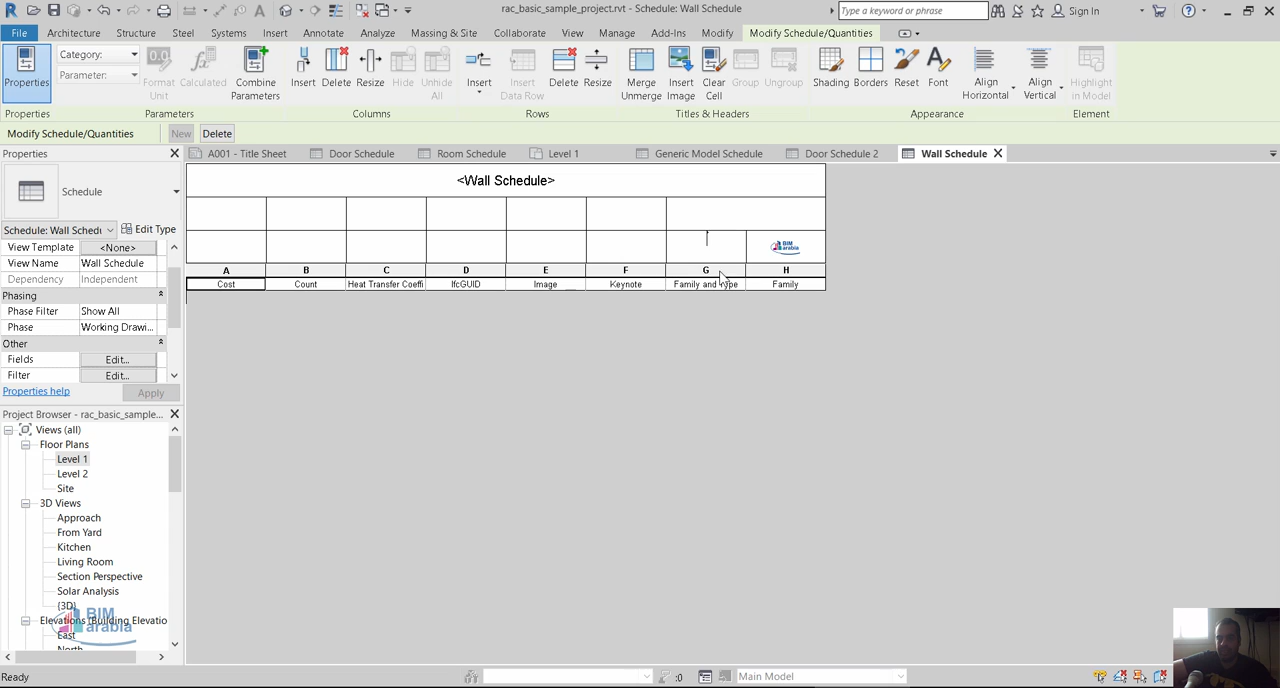 rac_basic_sample_project.rvt - Schedule: Wall Schedule
Type a keyword or phrase
Sign In
File Architecture Structure Steel Systems Insert Annotate Analyze Massing & Site Collaborate View Manage Add-Ins Modify Modify Schedule/Quantities
Properties
Category:
Parameter:
Format Unit
Calculated
Combine Parameters
Insert
Delete
Resize
Hide
Unhide All
Insert
Insert Data Row
Delete
Resize
Merge Unmerge
Insert Image
Clear Cell
Group
Ungroup
Shading
Borders
Reset
Font
Align Horizontal
Align Vertical
Highlight in Model
Properties Parameters Columns Rows Titles & Headers Appearance Element
Modify Schedule/Quantities New Delete
Properties
A001 - Title Sheet Door Schedule Room Schedule Level 1 Generic Model Schedule Door Schedule 2 Wall Schedule
Schedule
Schedule: Wall Schedu Edit Type
View Template <None>
View Name Wall Schedule
Dependency Independent
Phasing
Phase Filter Show All
Phase Working Drawi...
Other
Fields Edit...
Filter Edit...
Properties help Apply
<Wall Schedule>
BIM
arabia
A B C D E F G H
Cost Count Heat Transfer Coeffi IfcGUID Image Keynote Family and Type Family
Project Browser - rac_basic_sample...
Views (all)
Floor Plans
Level 1
Level 2
Site
3D Views
Approach
From Yard
Kitchen
Living Room
Section Perspective
Solar Analysis
{3D}
Elevations (Building Elevatio
East
North
BIM
arabia
Ready
:0
Main Model